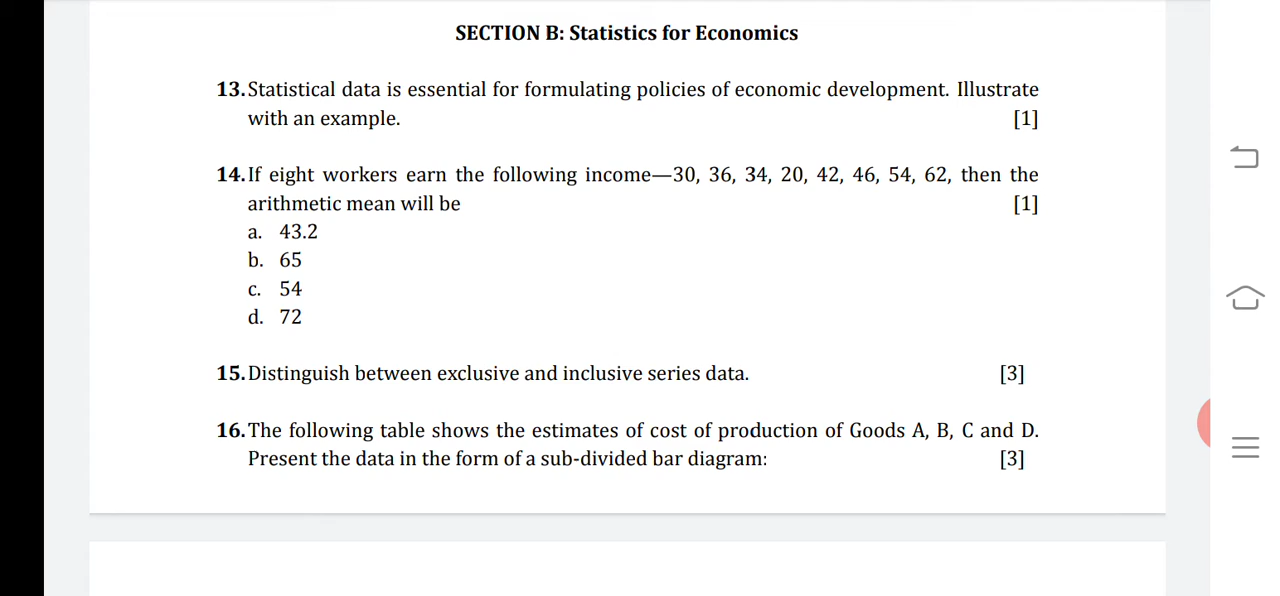 SECTION B: Statistics for Economics
13. Statistical data is essential for formulating policies of economic development. Illustrate
with an example. [1]
14. If eight workers earn the following income—30, 36, 34, 20, 42, 46, 54, 62, then the
arithmetic mean will be [1]
a. 43.2
b. 65
c. 54
d. 72
15. Distinguish between exclusive and inclusive series data. [3]
16. The following table shows the estimates of cost of production of Goods A, B, C and D.
Present the data in the form of a sub-divided bar diagram: [3]